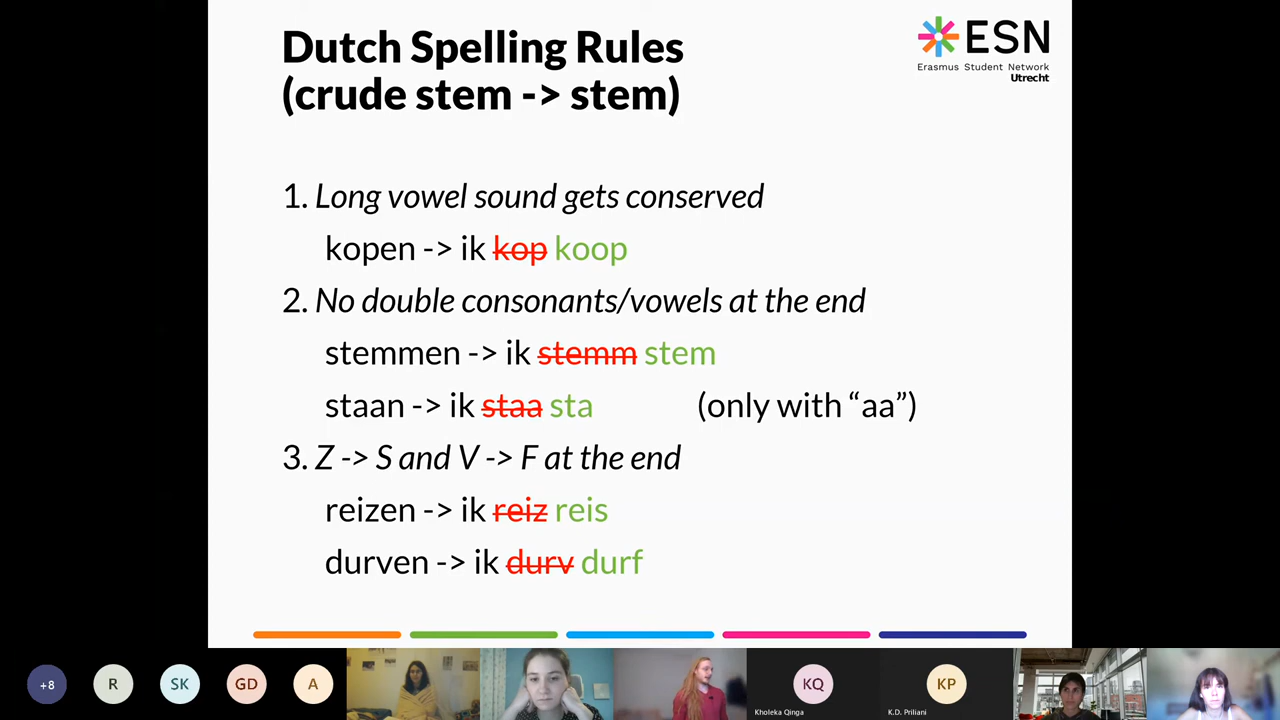 Dutch Spelling Rules
(crude stem -> stem)
ESN
Erasmus Student Network
Utrecht
1. Long vowel sound gets conserved
kopen -> ik kop koop
2. No double consonants/vowels at the end
stemmen -> ik stemm stem
staan -> ik staa sta (only with “aa”)
3. Z -> S and V -> F at the end
reizen -> ik reiz reis
durven -> ik durv durf
+8 R SK GD A KQ KP
Kholeka Qinga K.D. Priliani